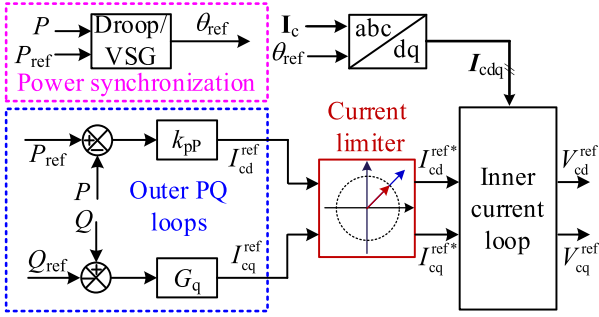 P
P_ref
Droop/
VSG
θ_ref
Power synchronization
I_c
θ_ref
abc
dq
I_cdq
P_ref
P
Q
Q_ref
k_pP
G_q
I_cd^ref
I_cq^ref
Outer PQ
loops
Current
limiter
I_cd^ref*
I_cq^ref*
Inner
current
loop
V_cd^ref
V_cq^ref